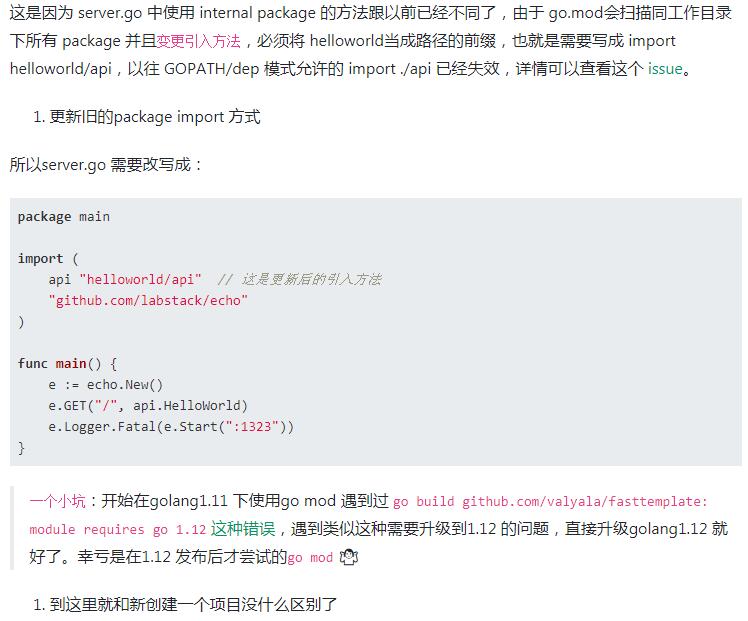 这是因为 server.go 中使用 internal package 的方法跟以前已经不同了，由于 go.mod会扫描同工作目录
下所有 package 并且变更引入方法，必须将 helloworld当成路径的前缀，也就是需要写成 import
helloworld/api，以往 GOPATH/dep 模式允许的 import ./api 已经失效，详情可以查看这个 issue。
1. 更新旧的package import 方式
所以server.go 需要改写成：
package main
import (
    api "helloworld/api"  // 这是更新后的引入方法
    "github.com/labstack/echo"
)
func main() {
    e := echo.New()
    e.GET("/", api.HelloWorld)
    e.Logger.Fatal(e.Start(":1323"))
}
一个小坑：开始在golang1.11 下使用go mod 遇到过 go build github.com/valyala/fasttemplate:
module requires go 1.12 这种错误，遇到类似这种需要升级到1.12 的问题，直接升级golang1.12 就
好了。幸亏是在1.12 发布后才尝试的go mod
1. 到这里就和新创建一个项目没什么区别了